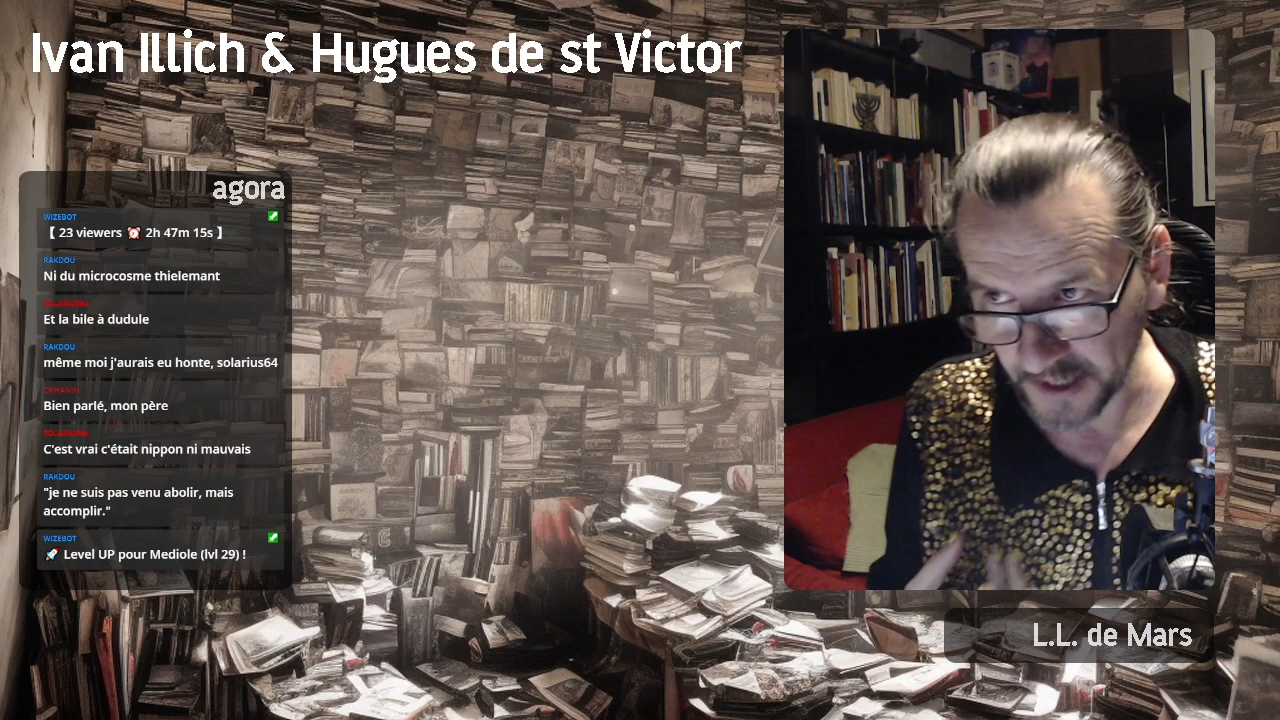 Ivan Illich & Hugues de st Victor
agora
WIZEBOT
【 23 viewers ⏰ 2h 47m 15s 】
RAKDOU
Ni du microcosme thielemant
Et la bile à dudule
RAKDOU
même moi j'aurais eu honte, solarius64
Bien parlé, mon père
C'est vrai c'était nippon ni mauvais
RAKDOU
"je ne suis pas venu abolir, mais
accomplir."
WIZEBOT
🚀 Level UP pour Mediole (lvl 29) !
L.L. de Mars